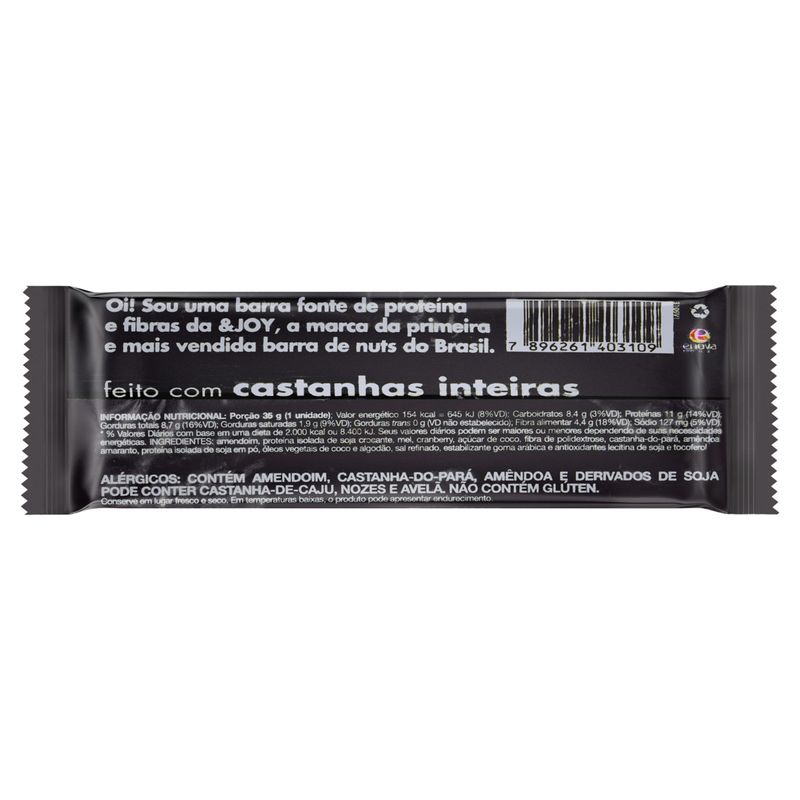 Oi! Sou uma barra fonte de proteína
e fibras da &JOY, a marca da primeira
e mais vendida barra de nuts do Brasil.
7 896261 403109
enova
feito com castanhas inteiras
INFORMAÇÃO NUTRICIONAL: Porção 35 g (1 unidade); Valor energético 154 kcal = 645 kJ (8%VD); Carboidratos 8,4 g (3%VD); Proteínas 11 g (14%VD);
Gorduras totais 8,7 g (16%VD); Gorduras saturadas 1,9 g (9%VD); Gorduras trans 0 g (VD não estabelecido); Fibra alimentar 4,4 g (18%VD); Sódio 127 mg (5%VD).
* % Valores Diários com base em uma dieta de 2.000 kcal ou 8.400 kJ. Seus valores diários podem ser maiores ou menores dependendo de suas necessidades
energéticas. INGREDIENTES: amendoim, proteína isolada de soja crocante, mel, cranberry, açúcar de coco, fibra de polidextrose, castanha-do-pará, amêndoa
amaranto, proteína isolada de soja em pó, óleos vegetais de coco e algodão, sal refinado, estabilizante goma arábica e antioxidantes lecitina de soja e tocoferol
ALÉRGICOS: CONTÉM AMENDOIM, CASTANHA-DO-PARÁ, AMÊNDOA E DERIVADOS DE SOJA
PODE CONTER CASTANHA-DE-CAJU, NOZES E AVELÃ. NÃO CONTÉM GLÚTEN.
Conserve em lugar fresco e seco. Em temperaturas baixas, o produto pode apresentar endurecimento.